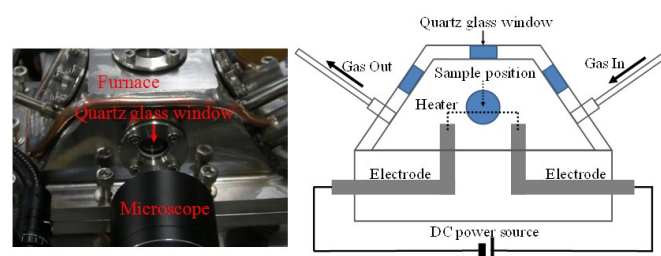 Furnace
Quartz glass window
Microscope
Quartz glass window
Gas Out
Gas In
Sample position
Heater
Electrode
Electrode
DC power source